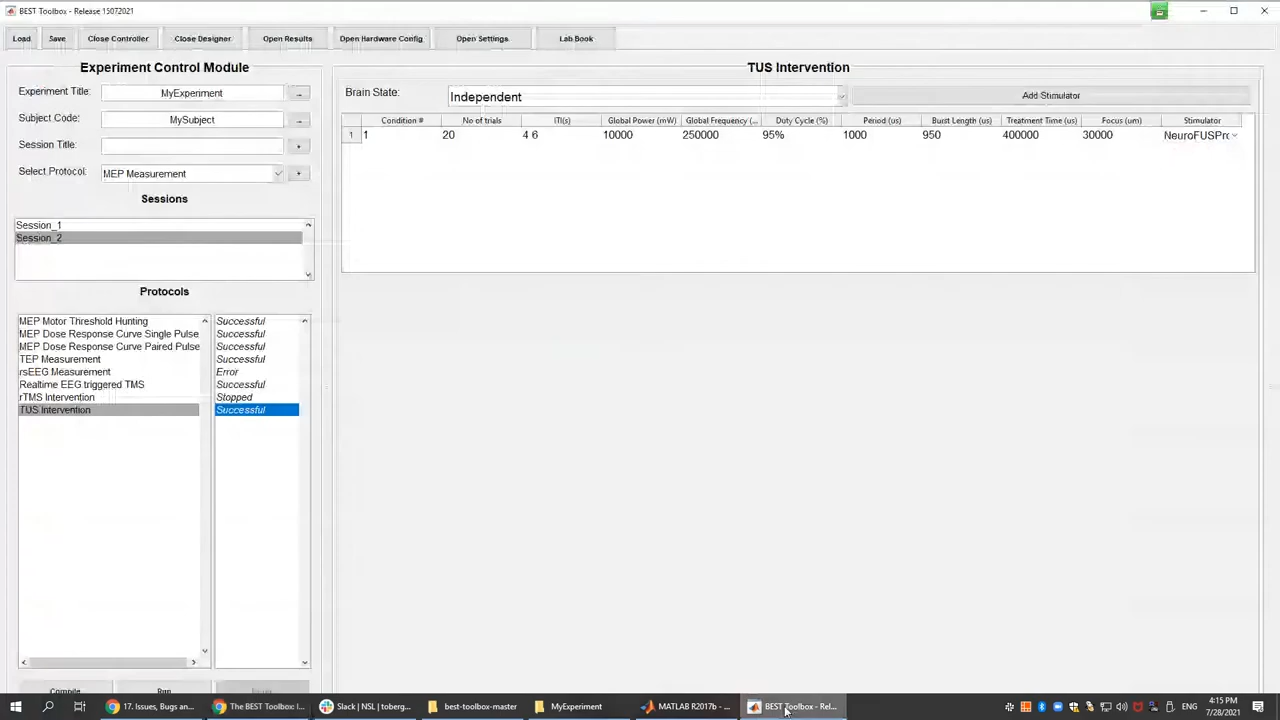 BEST Toolbox - Release 15072021
Load Save Close Controller Close Designer Open Results Open Hardware Config Open Settings Lab Book
Experiment Control Module
Experiment Title: MyExperiment
Subject Code: MySubject
Session Title: +
Select Protocol: MEP Measurement +
Sessions
Session_1
Session_2
Protocols
MEP Motor Threshold Hunting Successful
MEP Dose Response Curve Single Pulse Successful
MEP Dose Response Curve Paired Pulse Successful
TEP Measurement Successful
rsEEG Measurement Error
Realtime EEG triggered TMS Successful
rTMS Intervention Stopped
TUS Intervention Successful
Compile Run
TUS Intervention
Brain State: Independent Add Stimulator
Condition # No of trials ITI(s) Global Power (mW) Global Frequency (... Duty Cycle (%) Period (us) Burst Length (us) Treatment Time (us) Focus (um) Stimulator
1 1 20 4 6 10000 250000 95% 1000 950 400000 30000 NeuroFUSPr
17. Issues, Bugs an... The BEST Toolbox I... Slack | NSL | toberg... best-toolbox-master MyExperiment MATLAB R2017b - ... BEST Toolbox - Rel...
4:15 PM
7/28/2021